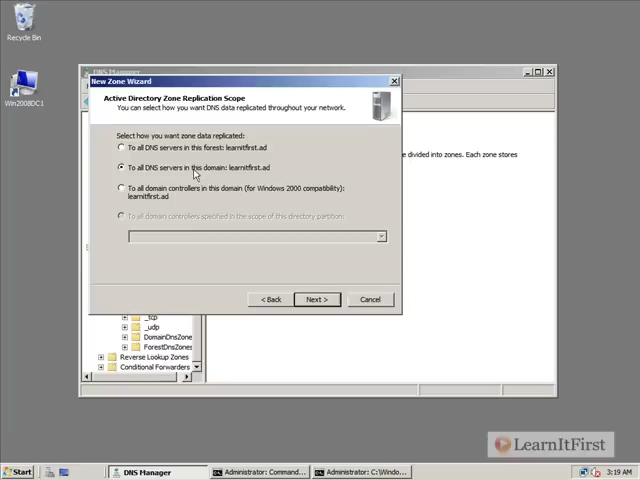 Recycle Bin
Win2008DC1
DNS Manager
New Zone Wizard
Active Directory Zone Replication Scope
You can select how you want DNS data replicated throughout your network.
Select how you want zone data replicated:
To all DNS servers in this forest: learnitfirst.ad
To all DNS servers in this domain: learnitfirst.ad
To all domain controllers in this domain (for Windows 2000 compatibility):
learnitfirst.ad
To all domain controllers specified in the scope of this directory partition:
< Back
Next >
Cancel
be divided into zones. Each zone stores
_tcp
_udp
DomainDnsZones
ForestDnsZones
Reverse Lookup Zones
Conditional Forwarders
LearnItFirst
Start
DNS Manager
Administrator: Command...
Administrator: C:\Windo...
3:19 AM